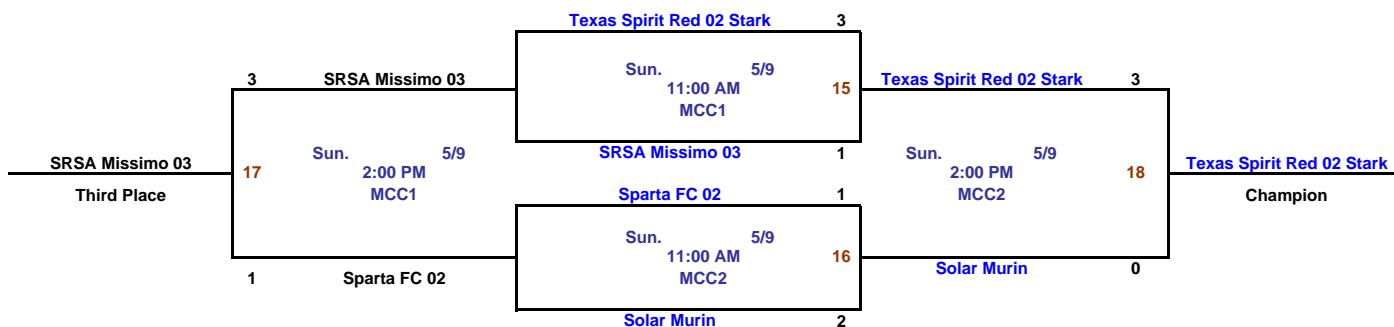 Texas Spirit Red 02 Stark 3
Sun. 5/9
11:00 AM
MCC1
15
SRSA Missimo 03 1
3 SRSA Missimo 03
Texas Spirit Red 02 Stark 3
SRSA Missimo 03
Third Place
17
Sun. 5/9
2:00 PM
MCC1
Sun. 5/9
2:00 PM
MCC2
18
Texas Spirit Red 02 Stark
Champion
Sparta FC 02 1
Sun. 5/9
11:00 AM
MCC2
16
1 Sparta FC 02
Solar Murin 0
Solar Murin 2